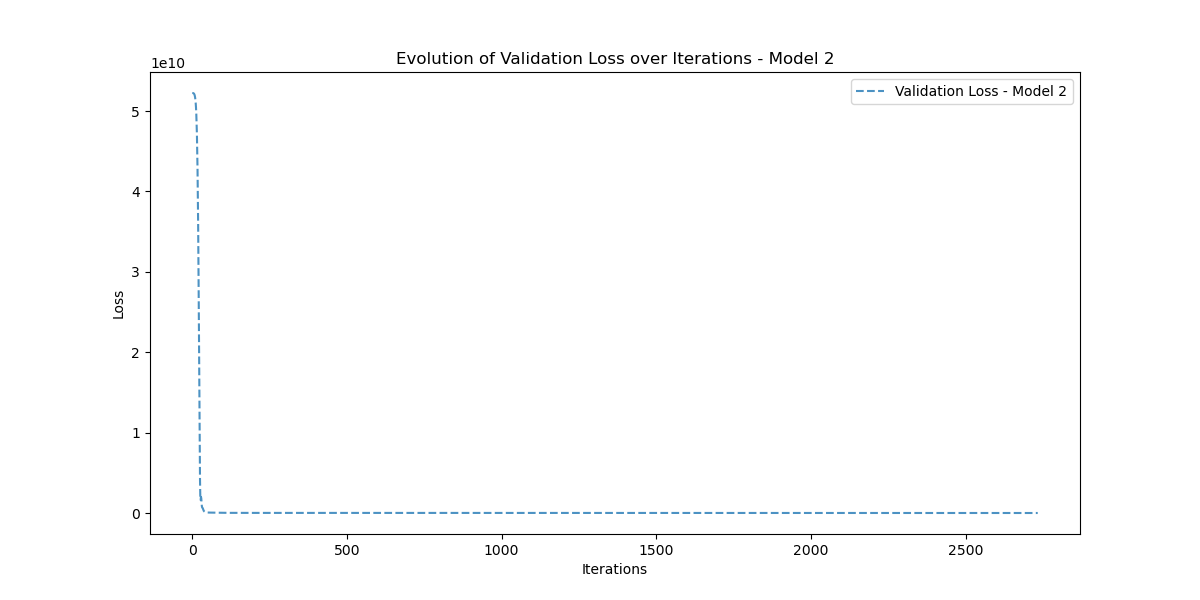 Evolution of Validation Loss over Iterations - Model 2
1e10
Validation Loss - Model 2
5
4
3
2
1
0
Loss
0 500 1000 1500 2000 2500
Iterations